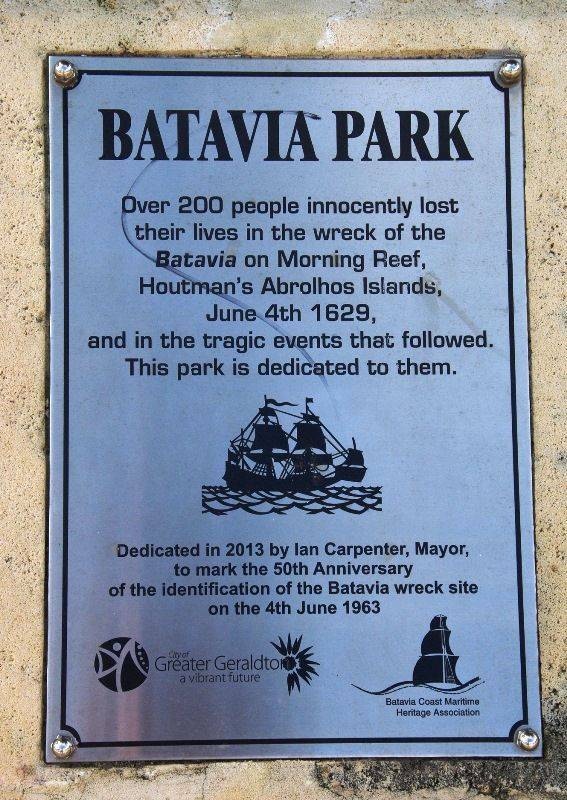 BATAVIA PARK
Over 200 people innocently lost
their lives in the wreck of the
Batavia on Morning Reef,
Houtman's Abrolhos Islands,
June 4th 1629,
and in the tragic events that followed.
This park is dedicated to them.
Dedicated in 2013 by Ian Carpenter, Mayor,
to mark the 50th Anniversary
of the identification of the Batavia wreck site
on the 4th June 1963
City of
Greater Geraldton
a vibrant future
Batavia Coast Maritime
Heritage Association